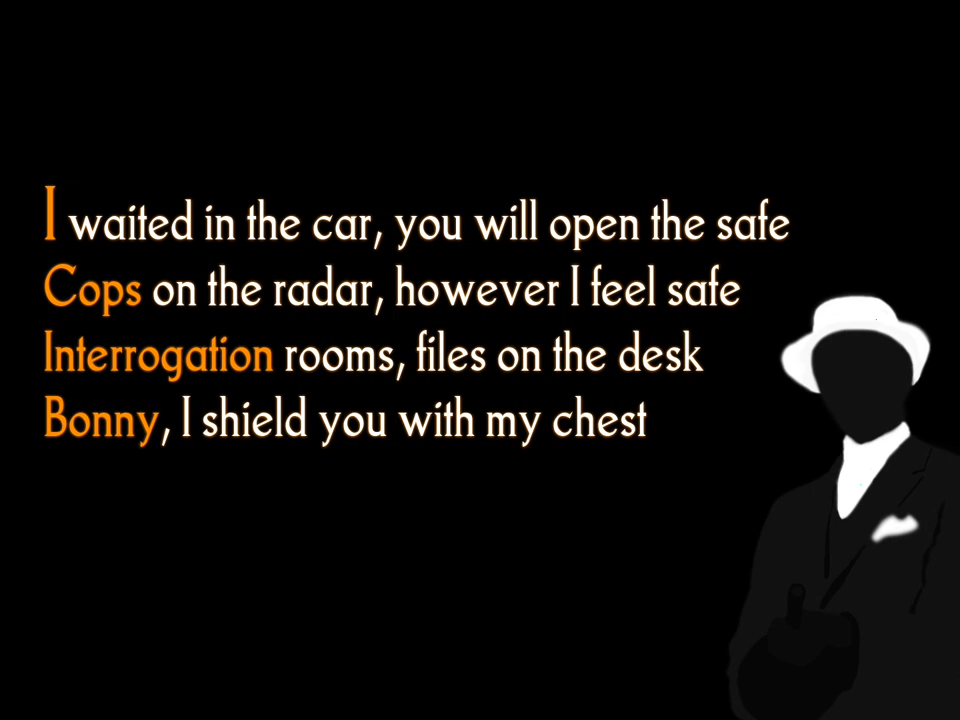 I waited in the car, you will open the safe
Cops on the radar, however I feel safe
Interrogation rooms, files on the desk
Bonny, I shield you with my chest